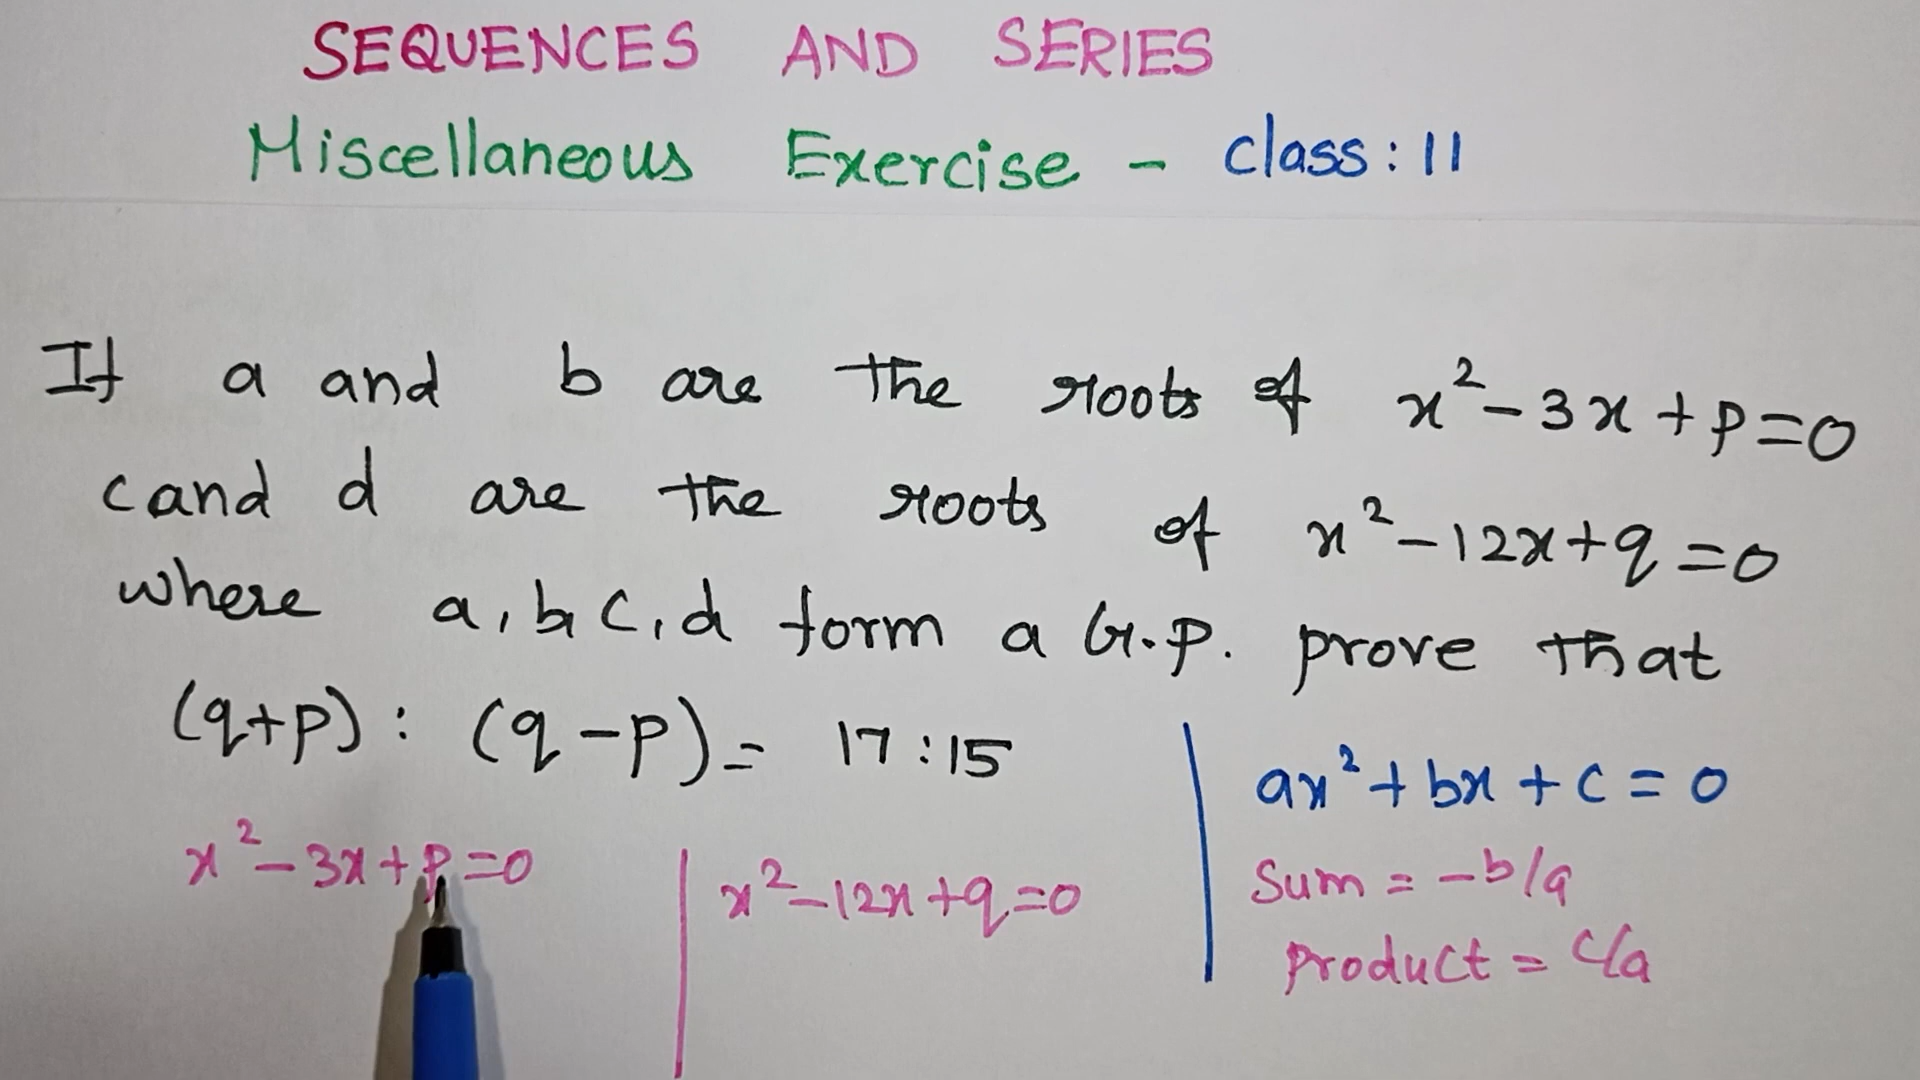 SEQUENCES AND SERIES
Miscellaneous Exercise - class: 11
If a and b are the roots of x² - 3x + p = 0
c and d are the roots of x² - 12x + q = 0
where a, b, c, d form a G.P. prove that
(q+p) : (q-p) = 17:15
ax² + bx + c = 0
x² - 3x + p = 0
x² - 12x + q = 0
Sum = -b/a
product = c/a